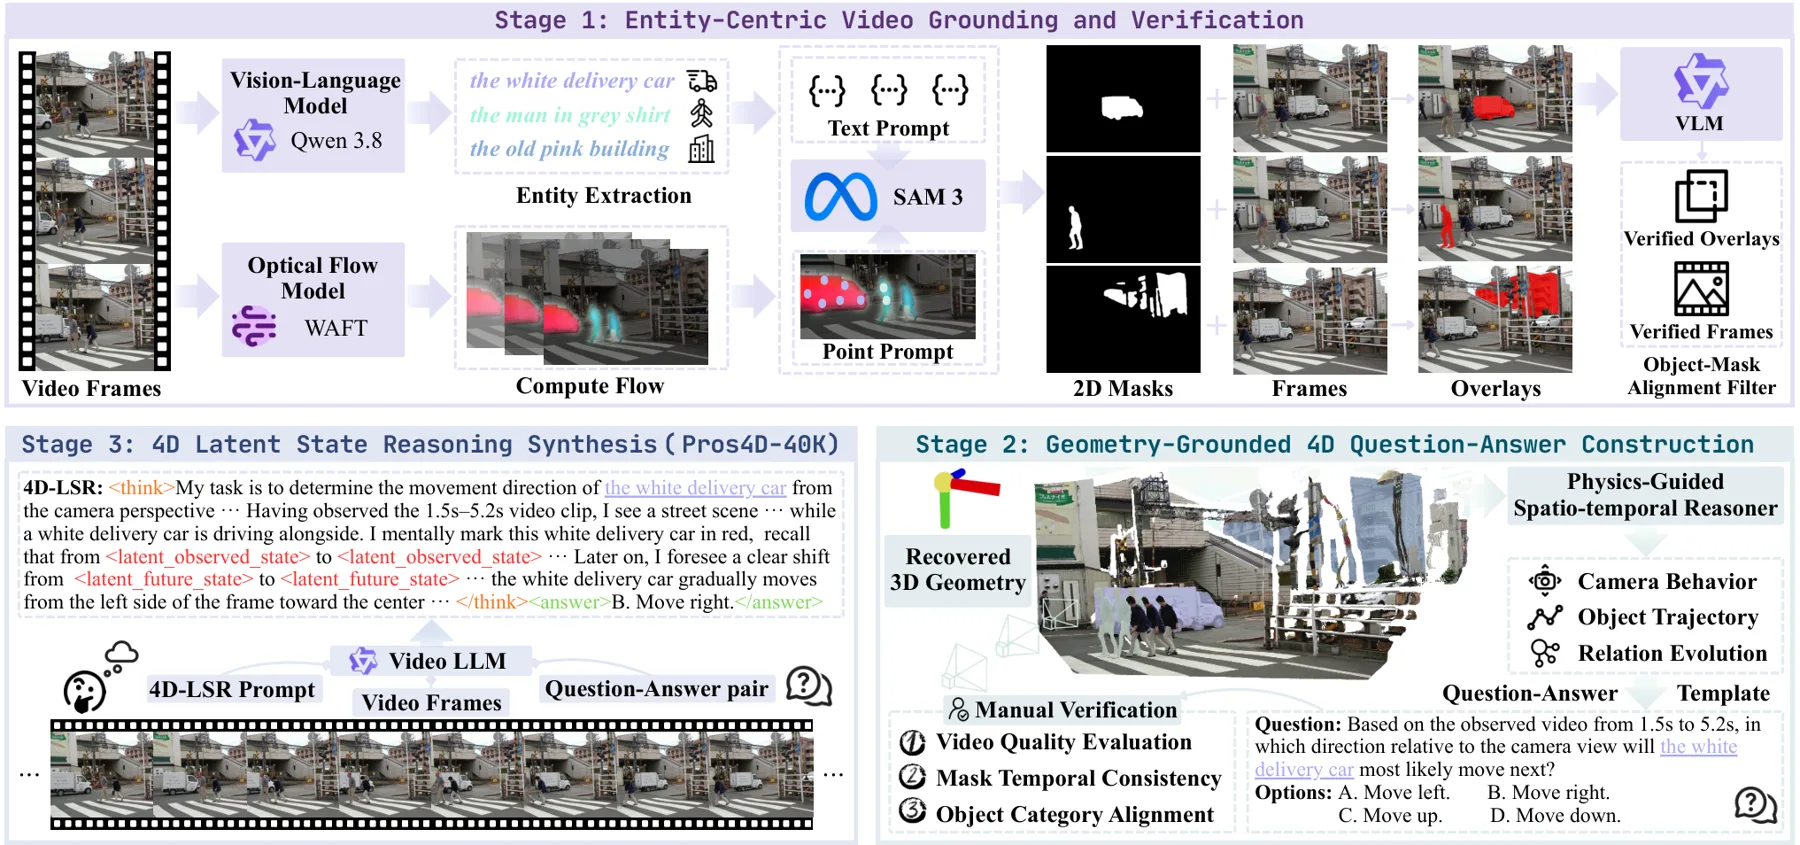 Stage 1: Entity-Centric Video Grounding and Verification
Video Frames
Vision-Language
Model
Qwen 3.8
Optical Flow
Model
WAFT
the white delivery car
the man in grey shirt
the old pink building
Entity Extraction
Compute Flow
{···} {···} {···}
Text Prompt
SAM 3
Point Prompt
2D Masks
Frames
Overlays
VLM
Verified Overlays
Verified Frames
Object-Mask
Alignment Filter
Stage 3: 4D Latent State Reasoning Synthesis(Pros4D-40K)
4D-LSR: <think>My task is to determine the movement direction of the white delivery car from
the camera perspective ··· Having observed the 1.5s–5.2s video clip, I see a street scene ··· while
a white delivery car is driving alongside. I mentally mark this white delivery car in red, recall
that from <latent_observed_state> to <latent_observed_state> ··· Later on, I foresee a clear shift
from <latent_future_state> to <latent_future_state> ··· the white delivery car gradually moves
from the left side of the frame toward the center ··· </think><answer>B. Move right.</answer>
Video LLM
4D-LSR Prompt
Video Frames
Question-Answer pair
···
···
Stage 2: Geometry-Grounded 4D Question-Answer Construction
Recovered
3D Geometry
Physics-Guided
Spatio-temporal Reasoner
Camera Behavior
Object Trajectory
Relation Evolution
Question-Answer Template
Manual Verification
1 Video Quality Evaluation
2 Mask Temporal Consistency
3 Object Category Alignment
Question: Based on the observed video from 1.5s to 5.2s, in
which direction relative to the camera view will the white
delivery car most likely move next?
Options: A. Move left. B. Move right.
C. Move up. D. Move down.